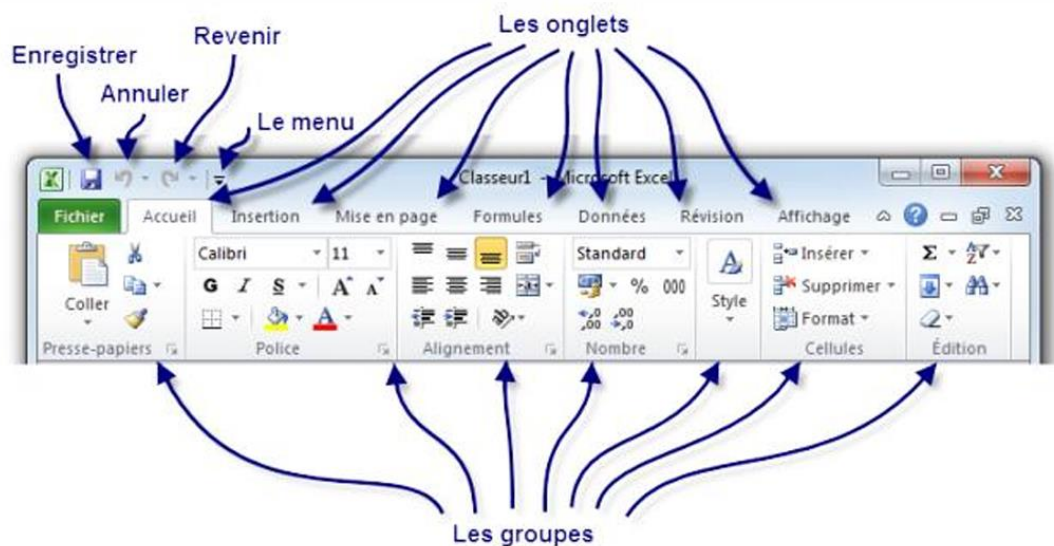 Les onglets
Enregistrer
Revenir
Annuler
Le menu
Classeur1 - Microsoft Excel
Fichier Accueil Insertion Mise en page Formules Données Révision Affichage
Calibri 11 Standard Insérer
Coller G I S A A % 000 Style Supprimer
A Format
Presse-papiers Police Alignement Nombre Cellules Édition
Les groupes